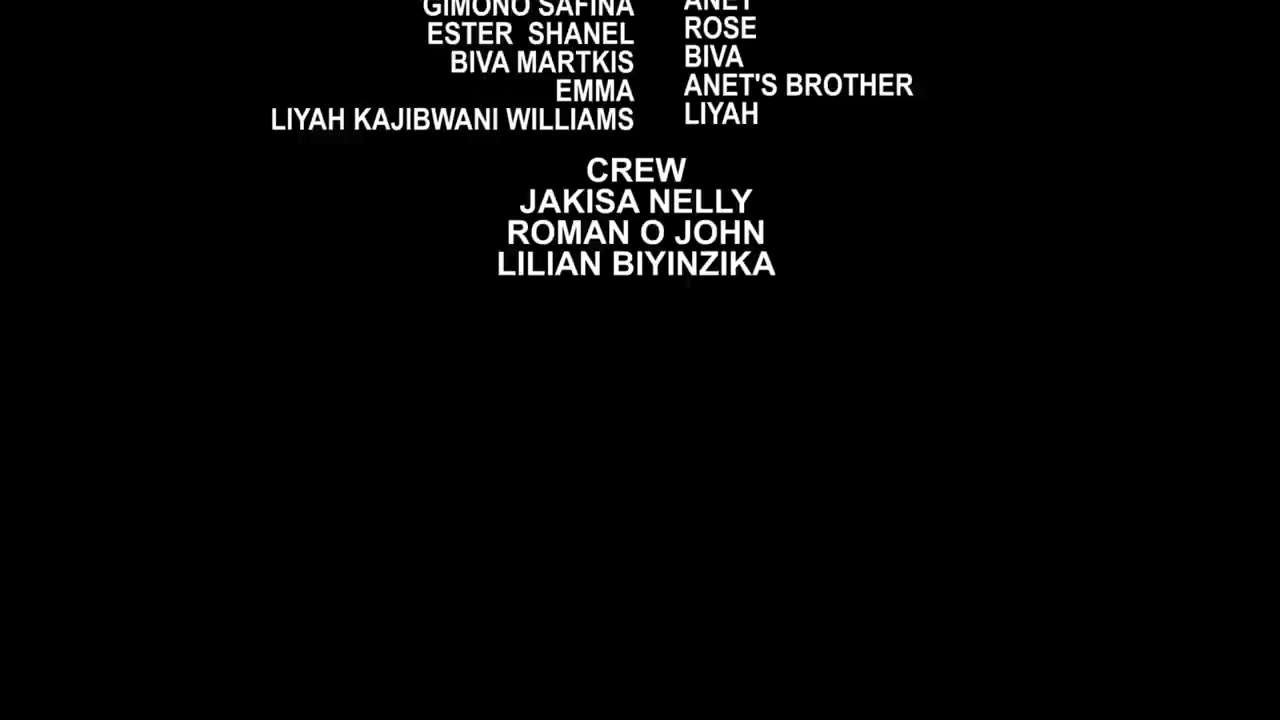 GIMONO SAFINA ANET
ESTER SHANEL ROSE
BIVA MARTKIS BIVA
EMMA ANET'S BROTHER
LIYAH KAJIBWANI WILLIAMS LIYAH
CREW
JAKISA NELLY
ROMAN O JOHN
LILIAN BIYINZIKA